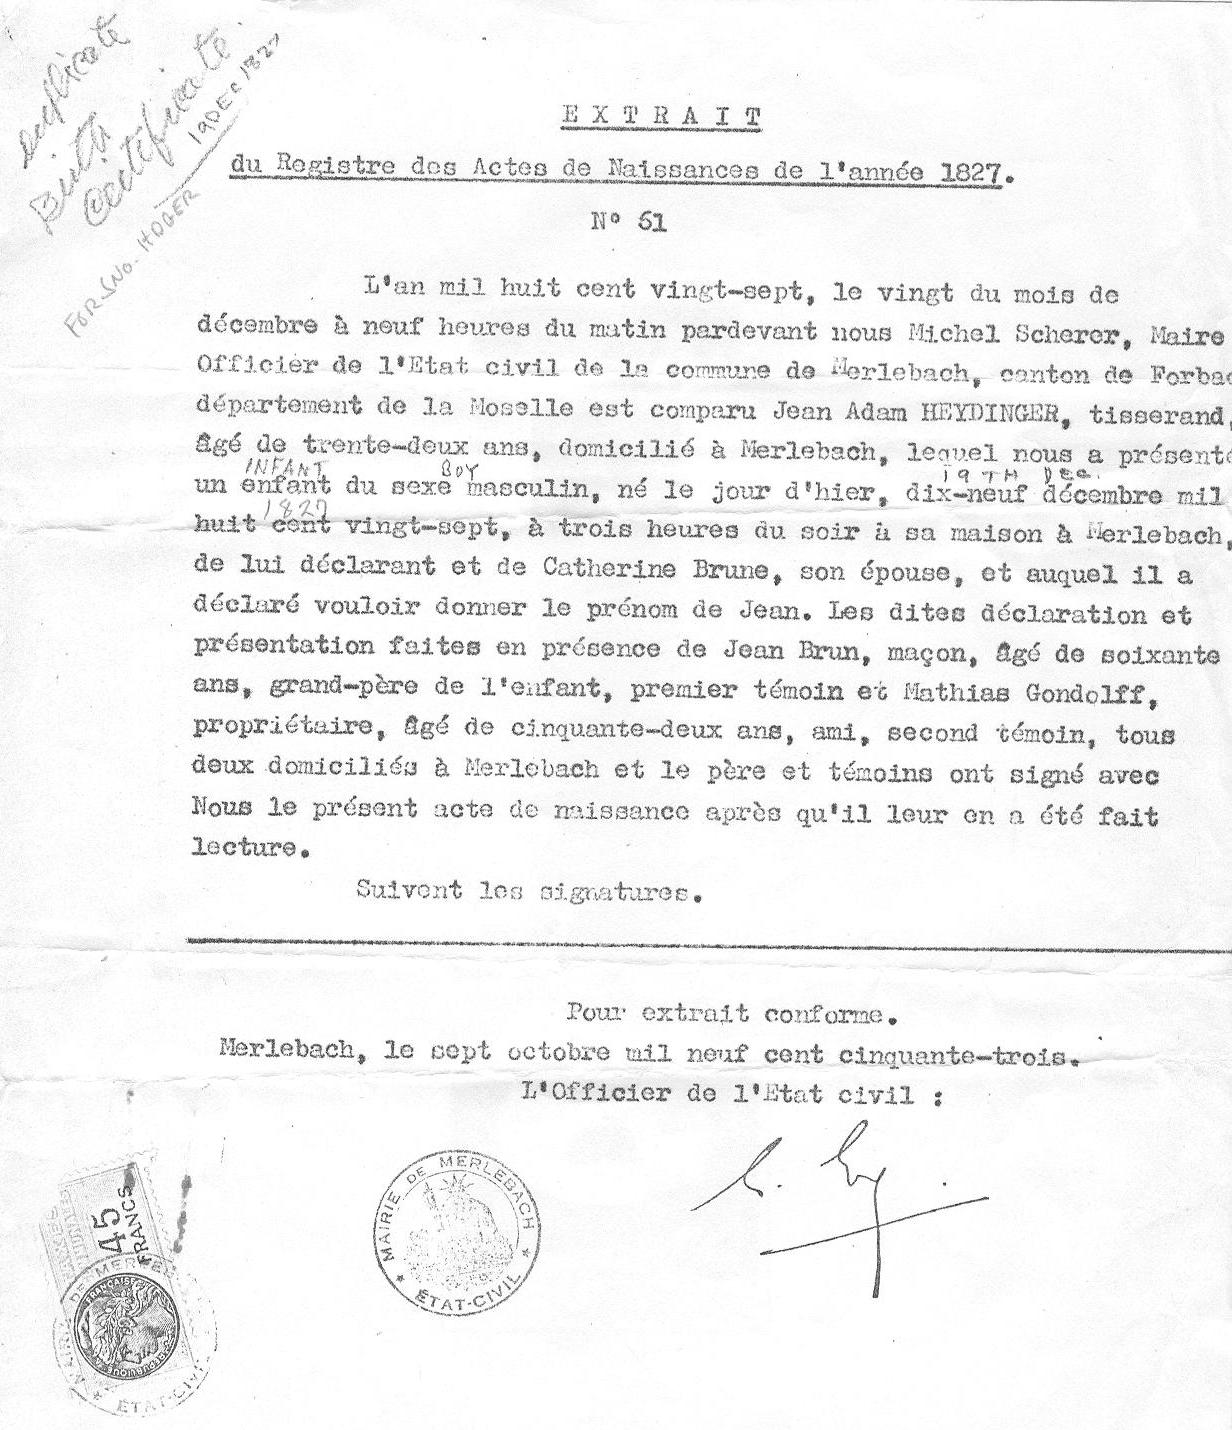 duplicate
Birth
Certificate
19 DEC 1827
FOR SNO. HDGER
E X T R A I T
du Registre des Actes de Naissances de l'année 1827.
N° 61
L'an mil huit cent vingt-sept, le vingt du mois de
décembre à neuf heures du matin pardevant nous Michel Scherer, Maire
Officier de l'Etat civil de la commune de Merlebach, canton de Forbac
département de la Moselle est comparu Jean Adam HEYDINGER, tisserand,
âgé de trente-deux ans, domicilié à Merlebach, lequel nous a présenté
INFANT BOY 19TH DEC.
un enfant du sexe masculin, né le jour d'hier, dix-neuf décembre mil
1827
huit cent vingt-sept, à trois heures du soir à sa maison à Merlebach,
de lui déclarant et de Catherine Brune, son épouse, et auquel il a
déclaré vouloir donner le prénom de Jean. Les dites déclaration et
présentation faites en présence de Jean Brun, maçon, âgé de soixante
ans, grand-père de l'enfant, premier témoin et Mathias Gondolff,
propriétaire, âgé de cinquante-deux ans, ami, second témoin, tous
deux domiciliés à Merlebach et le père et témoins ont signé avec
Nous le présent acte de naissance après qu'il leur en a été fait
lecture.
Suivent les signatures.
Pour extrait conforme.
Merlebach, le sept octobre mil neuf cent cinquante-trois.
L'Officier de l'Etat civil :
MAIRIE DE MERLEBACH
* ÉTAT-CIVIL *
45
FRANCS
MAIRIE DE MERLEB
* ÉTAT-CIVIL